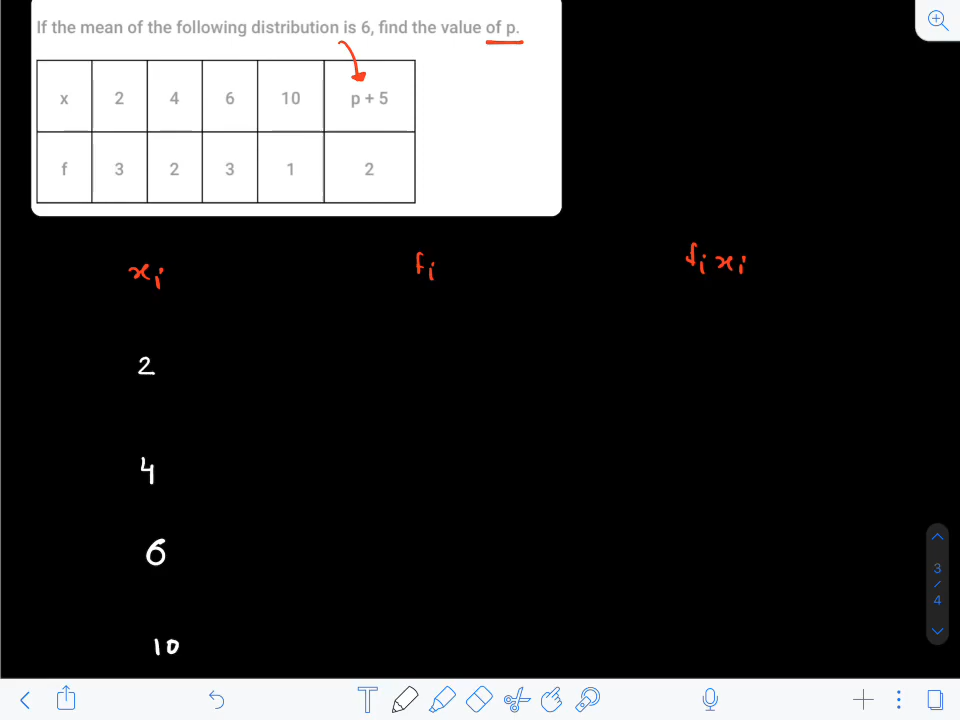 If the mean of the following distribution is 6, find the value of p.
x 2 4 6 10 p + 5
f 3 2 3 1 2
xi fi fixi
2
4
6
10
3
/
4
T